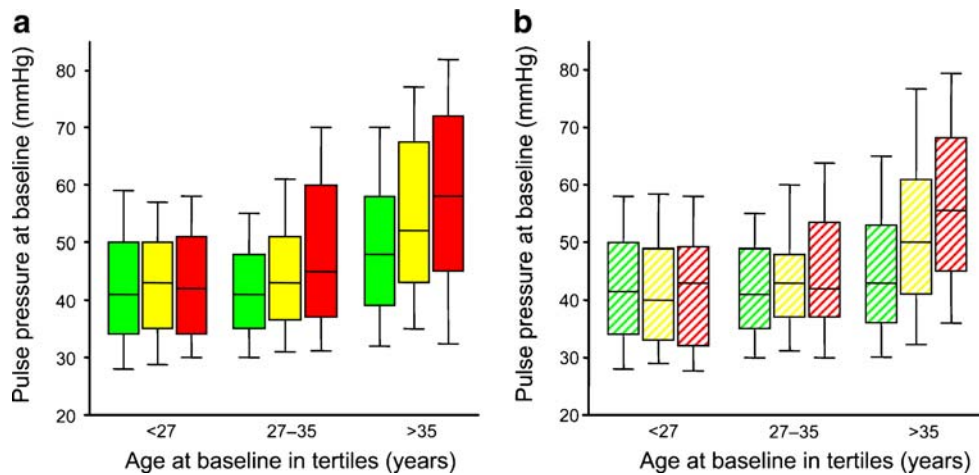 a
Pulse pressure at baseline (mmHg)
80
70
60
50
40
30
20
<27 27–35 >35
Age at baseline in tertiles (years)
b
Pulse pressure at baseline (mmHg)
80
70
60
50
40
30
20
<27 27–35 >35
Age at baseline in tertiles (years)